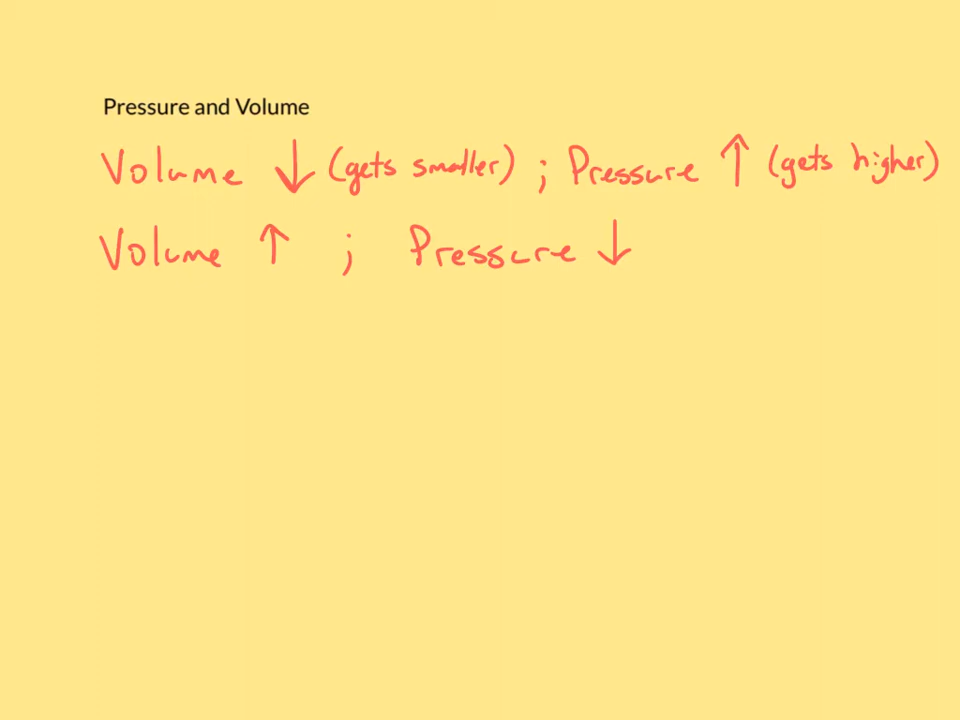 Pressure and Volume
Volume ↓ (gets smaller) ; Pressure ↑ (gets higher)
Volume ↑ ; Pressure ↓